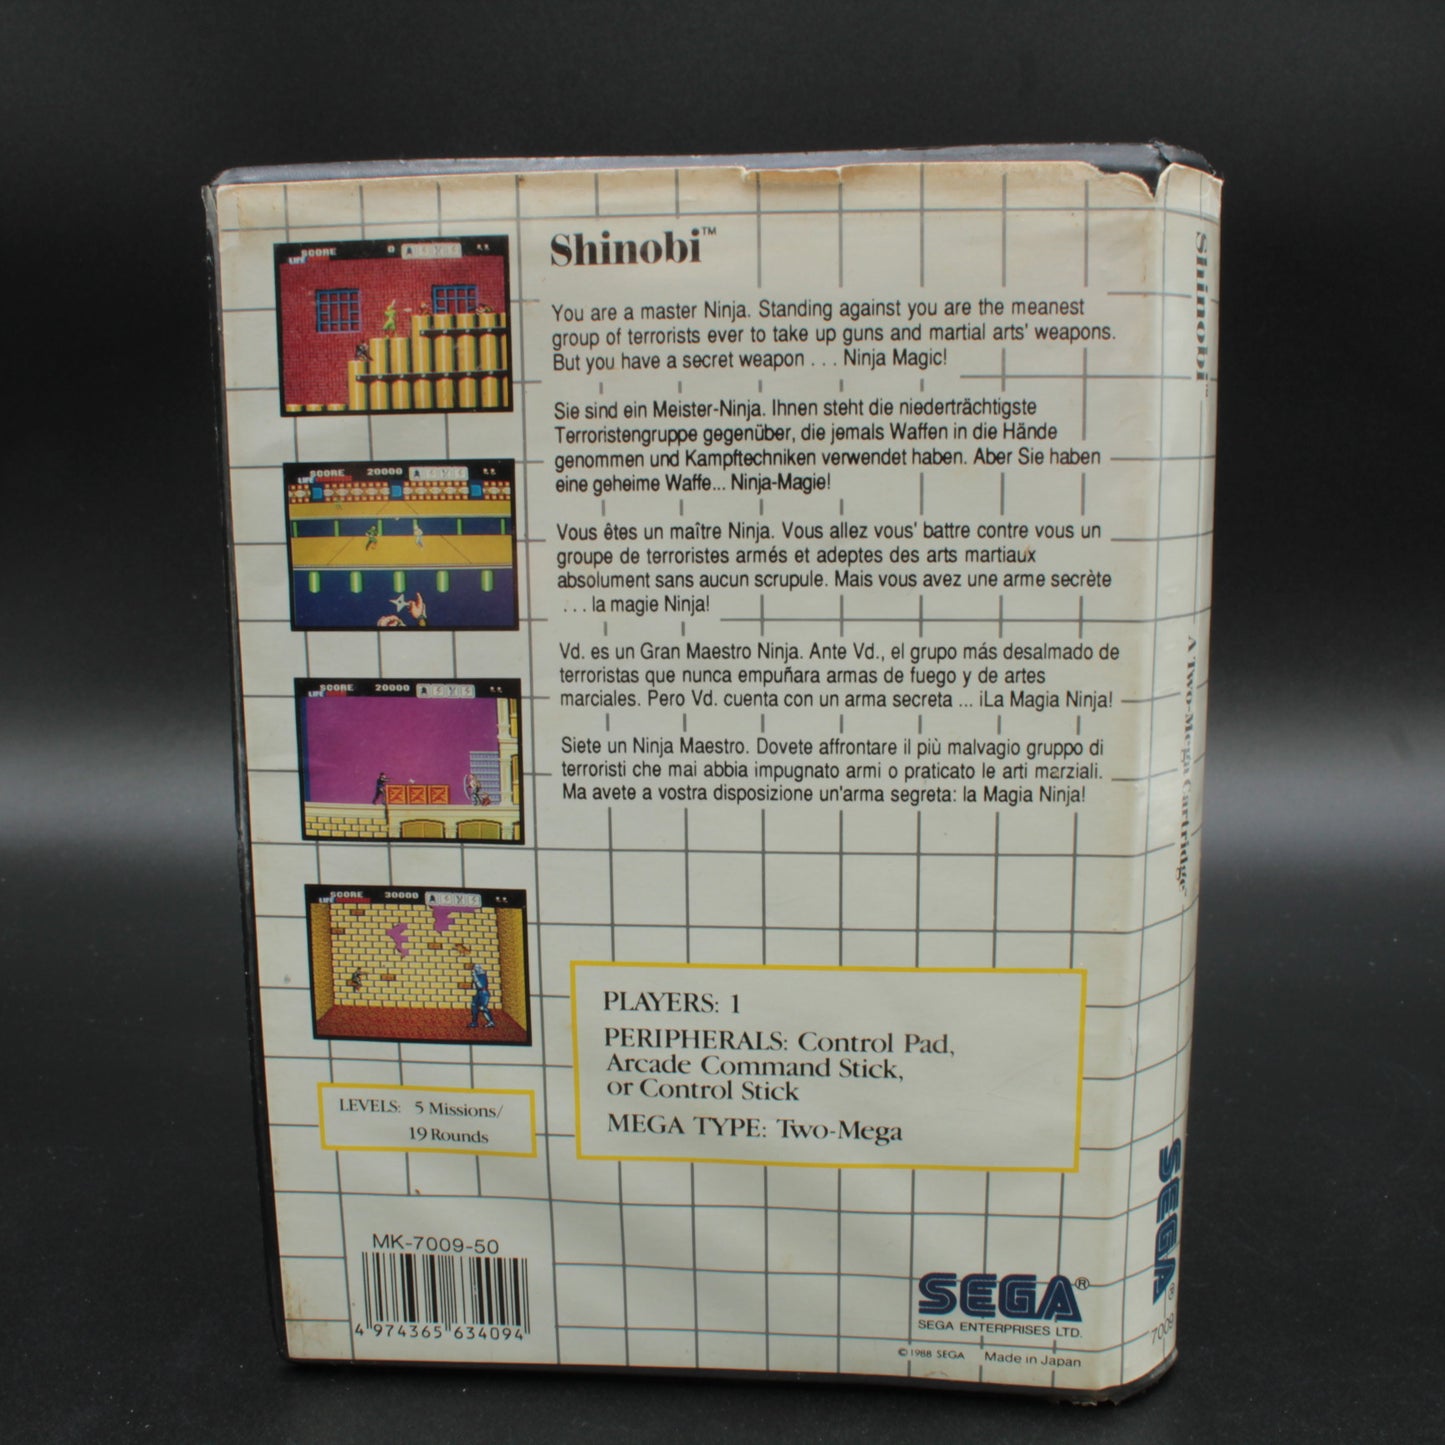 Shinobi™
You are a master Ninja. Standing against you are the meanest
group of terrorists ever to take up guns and martial arts' weapons.
But you have a secret weapon . . . Ninja Magic!
Sie sind ein Meister-Ninja. Ihnen steht die niederträchtigste
Terroristengruppe gegenüber, die jemals Waffen in die Hände
genommen und Kampftechniken verwendet haben. Aber Sie haben
eine geheime Waffe... Ninja-Magie!
Vous êtes un maître Ninja. Vous allez vous' battre contre vous un
groupe de terroristes armés et adeptes des arts martiaux
absolument sans aucun scrupule. Mais vous avez une arme secrète
. . . la magie Ninja!
Vd. es un Gran Maestro Ninja. Ante Vd., el grupo más desalmado de
terroristas que nunca empuñara armas de fuego y de artes
marciales. Pero Vd. cuenta con un arma secreta ... ¡La Magia Ninja!
Siete un Ninja Maestro. Dovete affrontare il più malvagio gruppo di
terroristi che mai abbia impugnato armi o praticato le arti marziali.
Ma avete a vostra disposizione un'arma segreta: la Magia Ninja!
SCORE 0
LIFE
SCORE 20000
LIFE
SCORE 20000
LIFE
SCORE 30000
LIFE
LEVELS: 5 Missions/
19 Rounds
PLAYERS: 1
PERIPHERALS: Control Pad,
Arcade Command Stick,
or Control Stick
MEGA TYPE: Two-Mega
MK-7009-50
4 974365 634094
SEGA®
SEGA ENTERPRISES LTD.
© 1988 SEGA Made in Japan
Shinobi™
A Two-Mega Cartridge™
SEGA®
7009